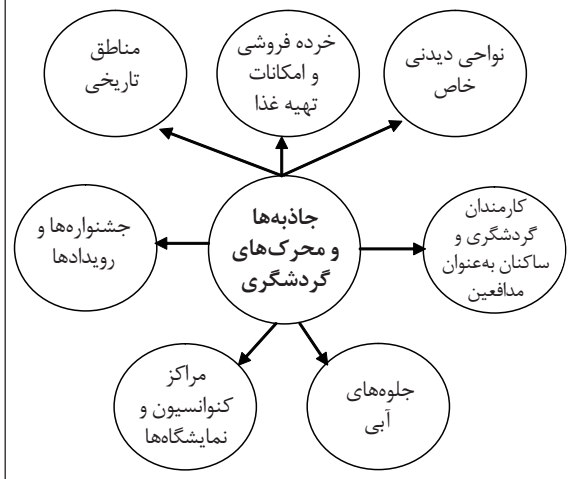 نواحی دیدنی
خاص
خرده فروشی
و امکانات
تهیه غذا
مناطق
تاریخی
جاذبه‌ها
و محرک‌های
گردشگری
کارمندان
گردشگری و
ساکنان به‌عنوان
مدافعین
جشنواره‌ها و
رویدادها
جلوه‌های
آبی
مراکز
کنوانسیون و
نمایشگاه‌ها